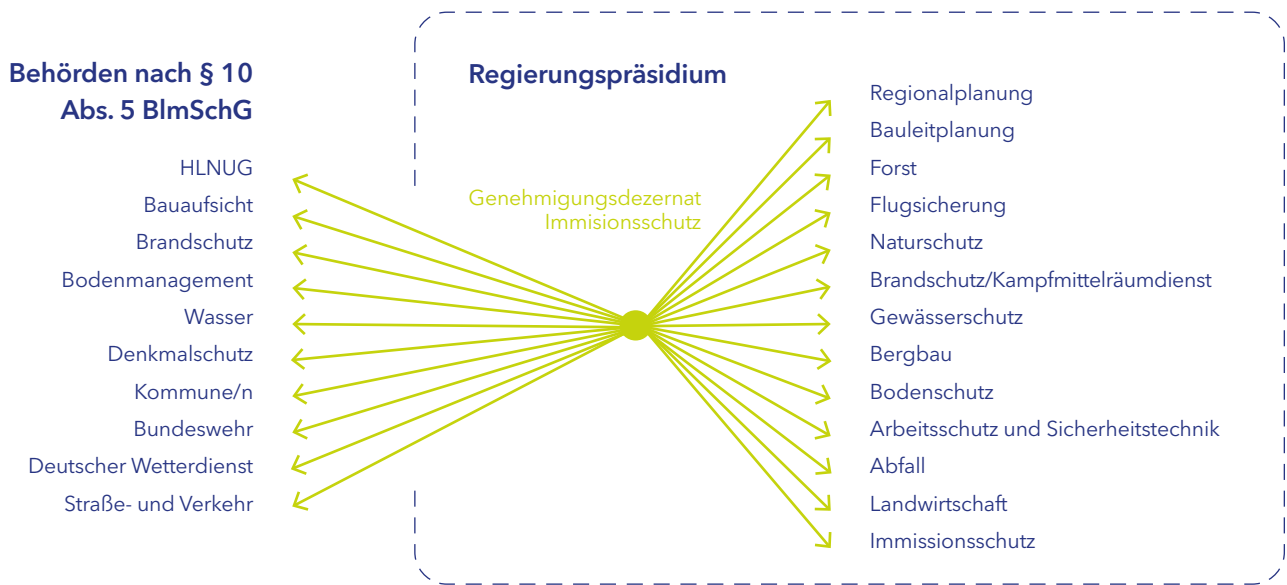 Behörden nach § 10
Abs. 5 BlmSchG
HLNUG
Bauaufsicht
Brandschutz
Bodenmanagement
Wasser
Denkmalschutz
Kommune/n
Bundeswehr
Deutscher Wetterdienst
Straße- und Verkehr
Regierungspräsidium
Genehmigungsdezernat
Immisionsschutz
Regionalplanung
Bauleitplanung
Forst
Flugsicherung
Naturschutz
Brandschutz/Kampfmittelräumdienst
Gewässerschutz
Bergbau
Bodenschutz
Arbeitsschutz und Sicherheitstechnik
Abfall
Landwirtschaft
Immissionsschutz